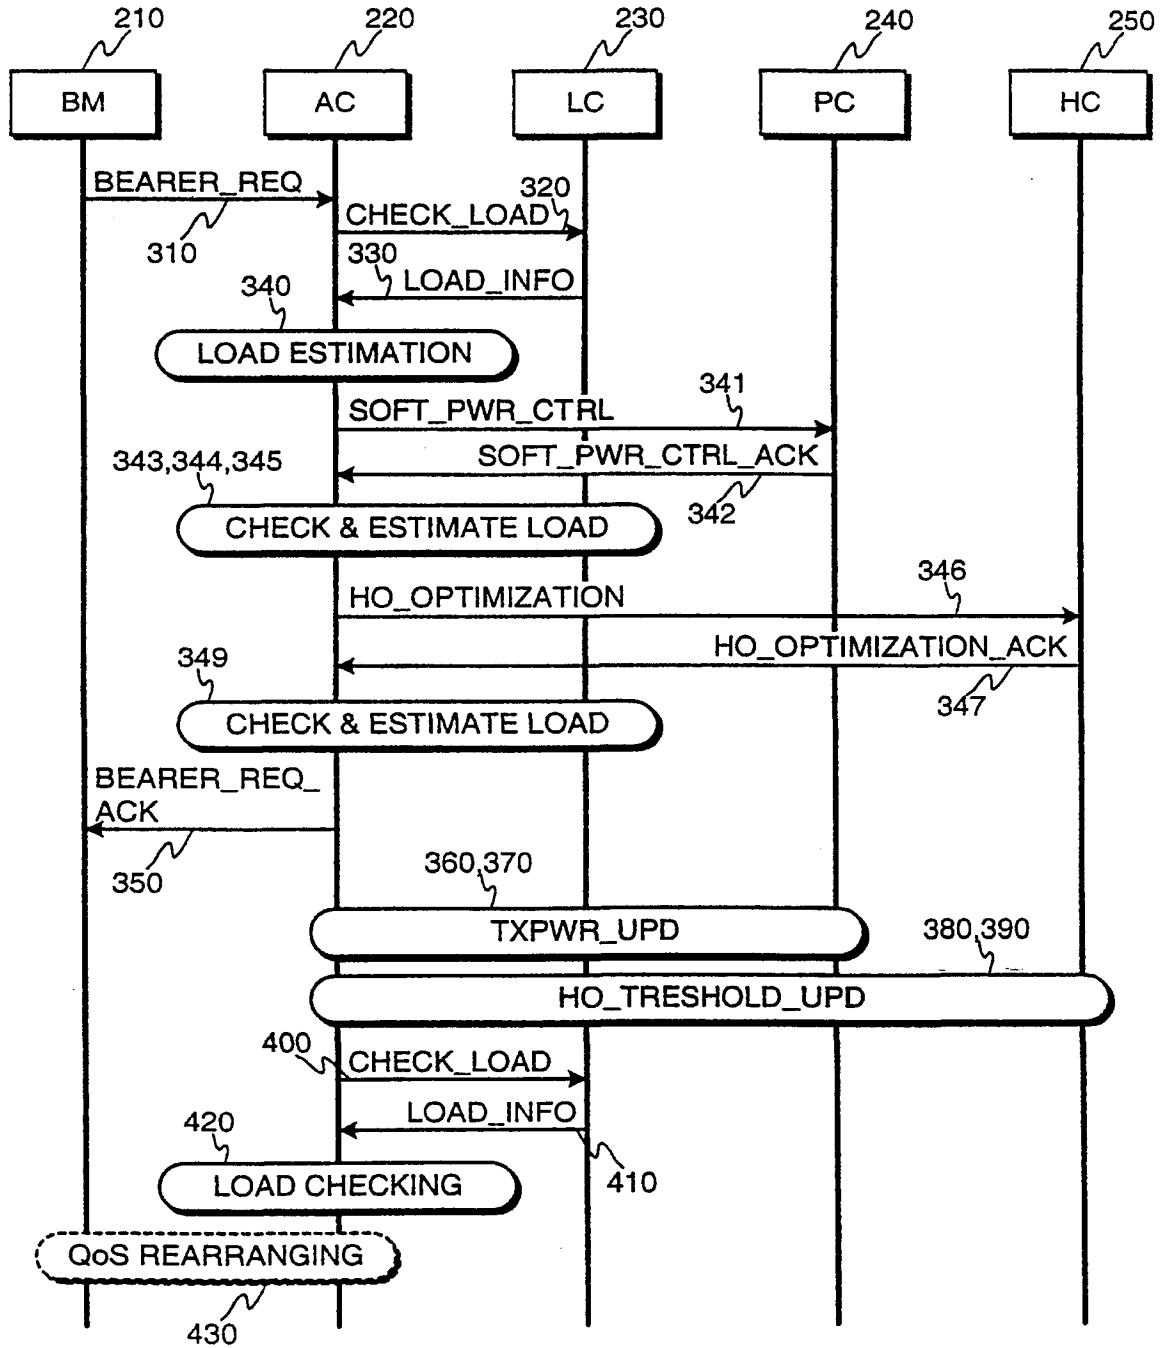 210 220 230 240 250
BM AC LC PC HC
BEARER_REQ
310
320
CHECK_LOAD
330
LOAD_INFO
340
LOAD ESTIMATION
341
SOFT_PWR_CTRL
SOFT_PWR_CTRL_ACK
342
343,344,345
CHECK & ESTIMATE LOAD
346
HO_OPTIMIZATION
HO_OPTIMIZATION_ACK
347
349
CHECK & ESTIMATE LOAD
BEARER_REQ_
ACK
350
360,370
TXPWR_UPD
380,390
HO_TRESHOLD_UPD
400
CHECK_LOAD
LOAD_INFO
410
420
LOAD CHECKING
QoS REARRANGING
430